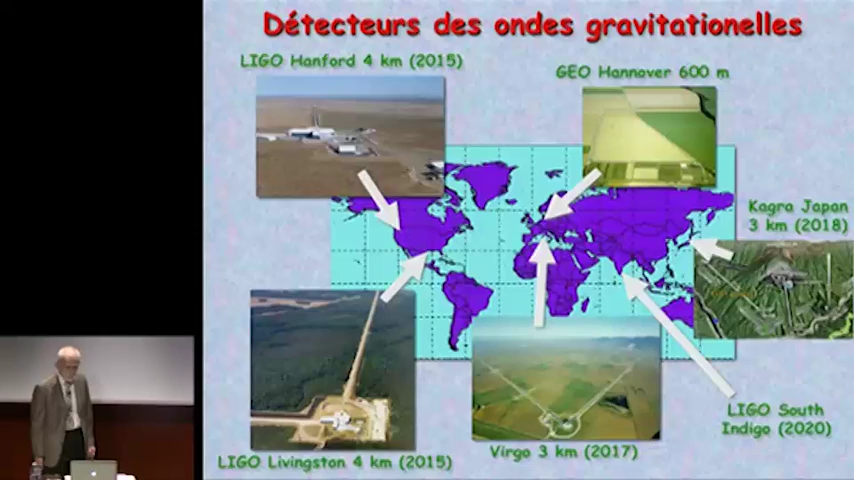 Détecteurs des ondes gravitationelles
LIGO Hanford 4 km (2015)
GEO Hannover 600 m
Kagra Japan
3 km (2018)
LIGO South
Indigo (2020)
Virgo 3 km (2017)
LIGO Livingston 4 km (2015)